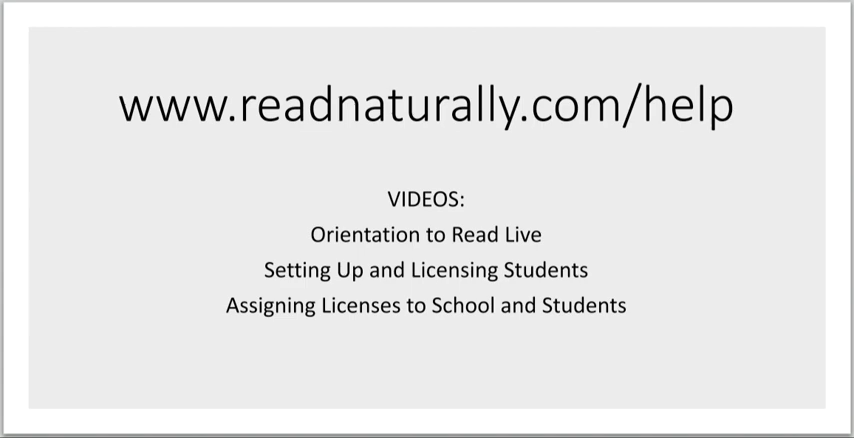 www.readnaturally.com/help
VIDEOS:
Orientation to Read Live
Setting Up and Licensing Students
Assigning Licenses to School and Students